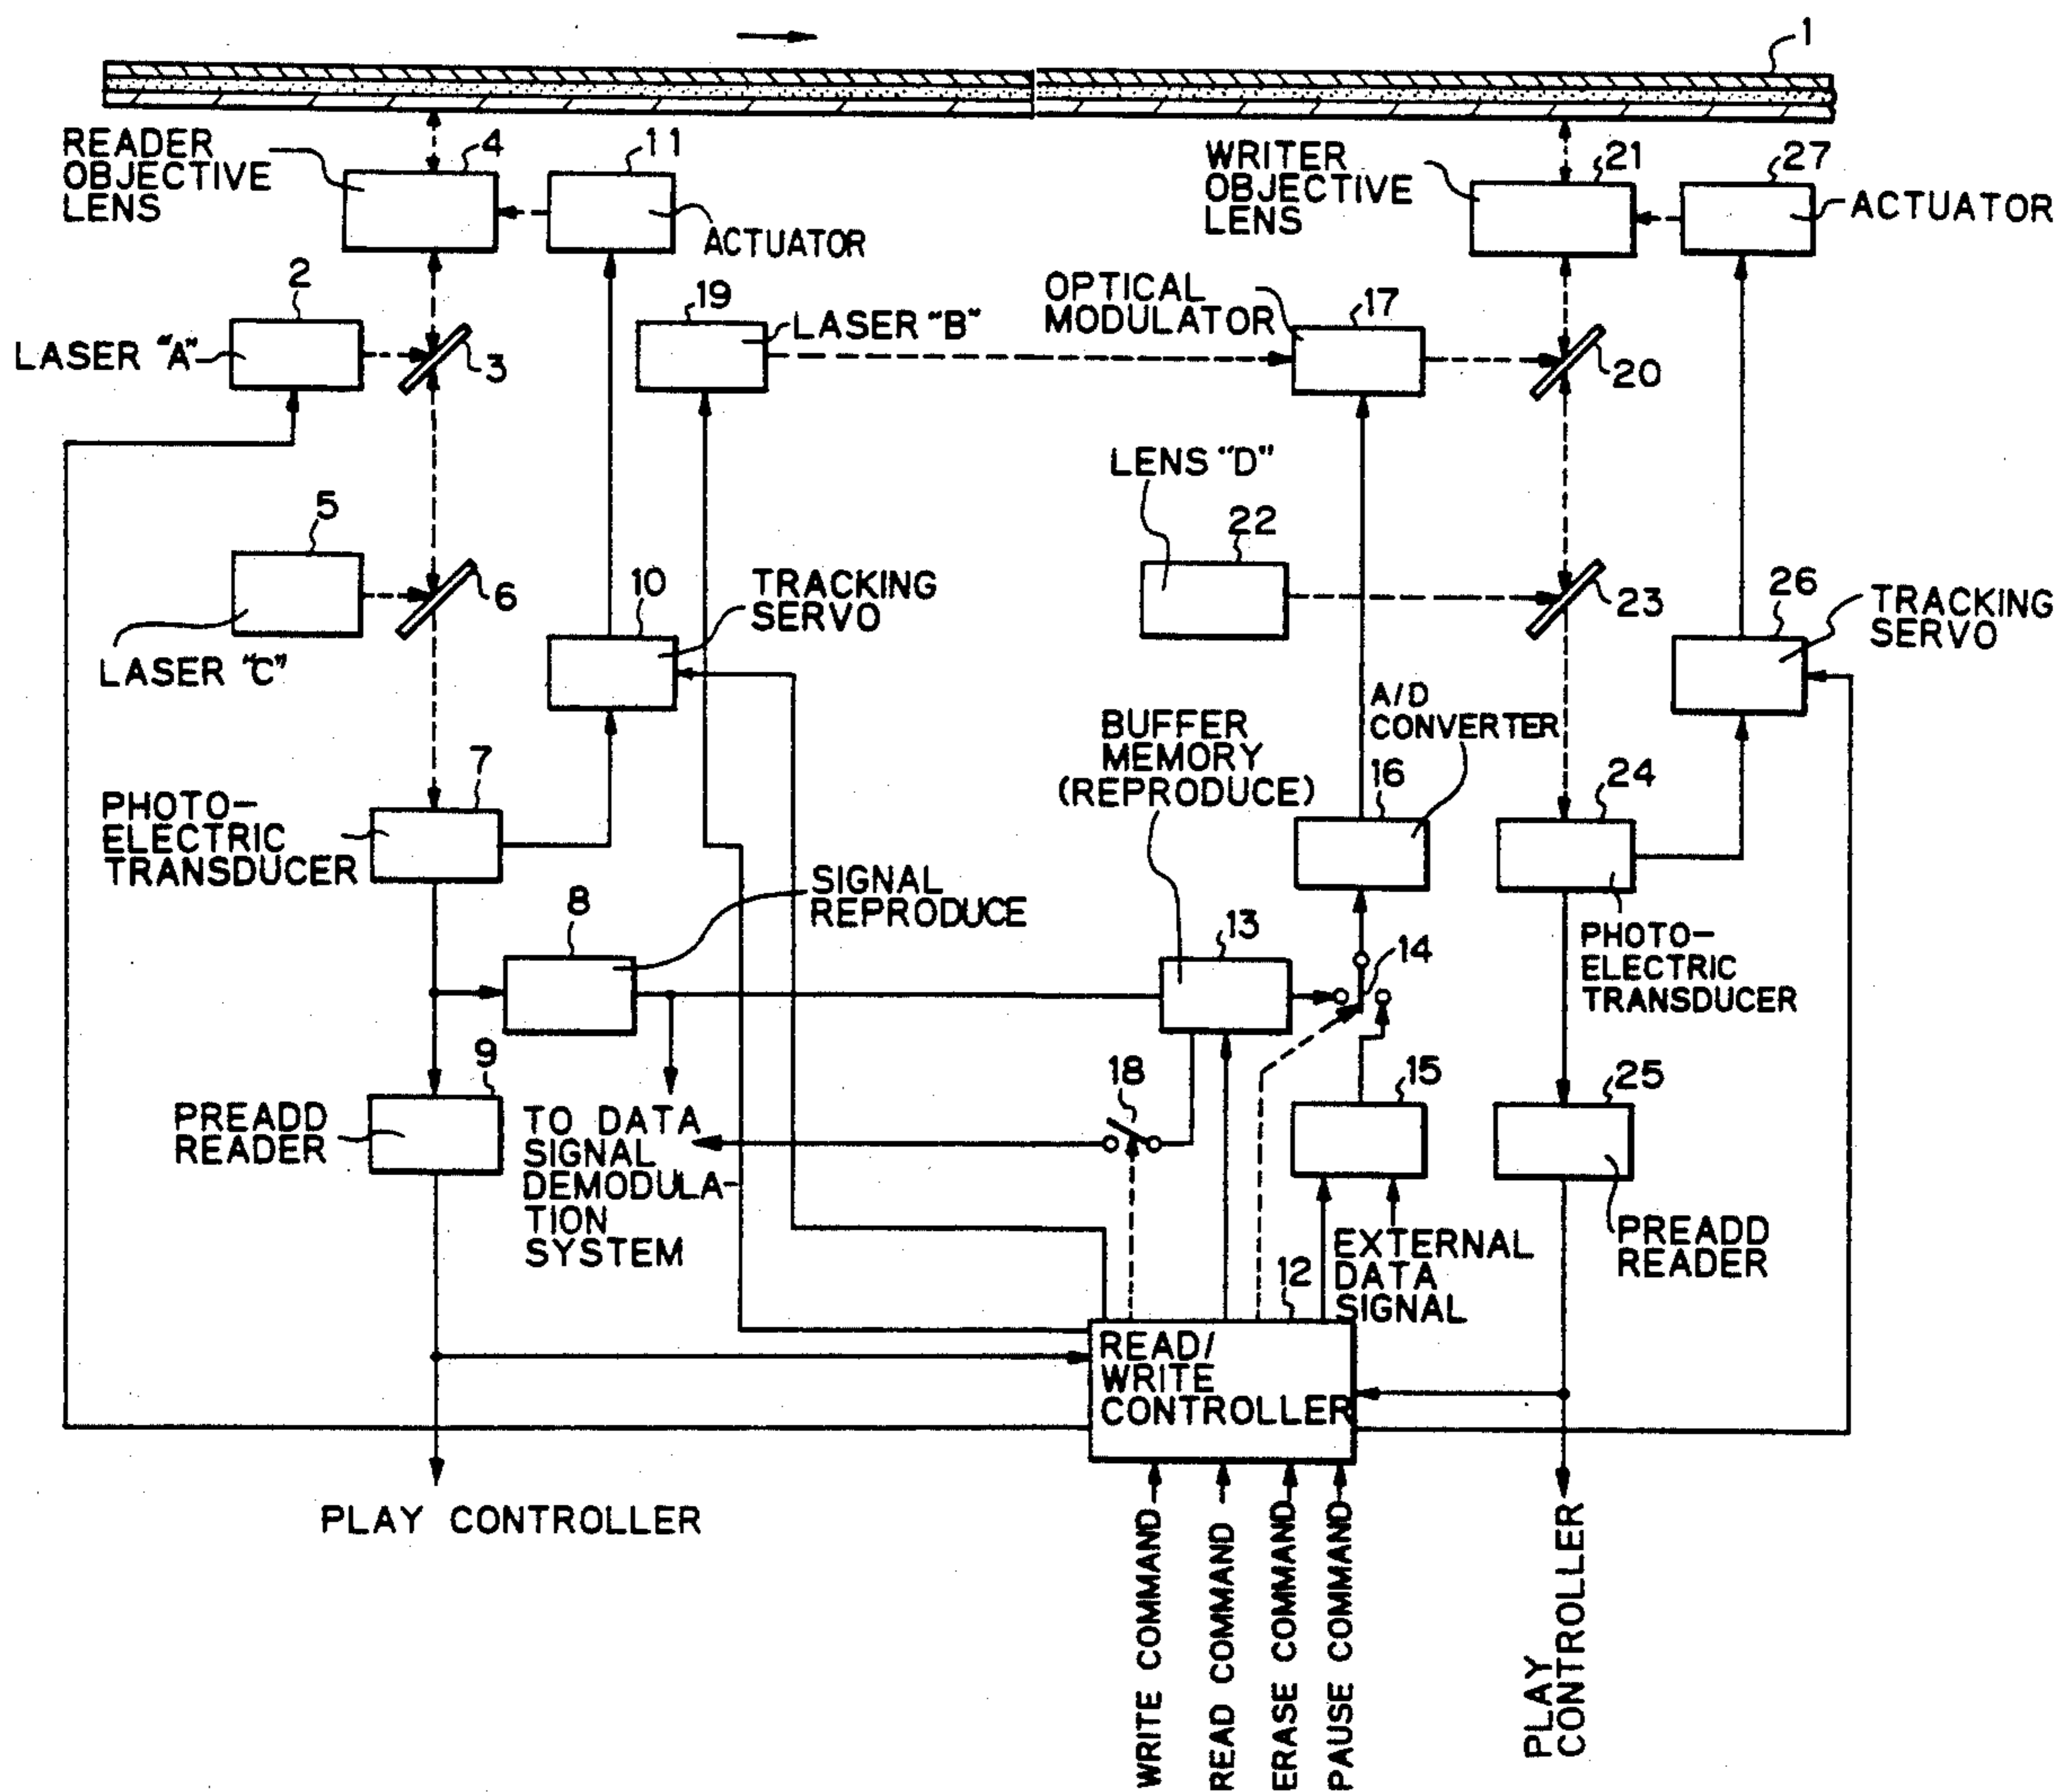 1
READER
OBJECTIVE
LENS
4
11
ACTUATOR
WRITER
OBJECTIVE
LENS
21
27
ACTUATOR
2
LASER "A"
3
19
LASER "B"
OPTICAL
MODULATOR
17
20
LENS "D"
22
23
5
LASER "C"
6
10
TRACKING
SERVO
26
TRACKING
SERVO
A/D
CONVERTER
BUFFER
MEMORY
(REPRODUCE)
16
24
7
PHOTO-
ELECTRIC
TRANSDUCER
8
SIGNAL
REPRODUCE
13
14
PHOTO-
ELECTRIC
TRANSDUCER
9
PREADD
READER
TO DATA
SIGNAL
DEMODULA-
TION
SYSTEM
18
15
25
PREADD
READER
EXTERNAL
DATA
SIGNAL
12
READ/
WRITE
CONTROLLER
PLAY CONTROLLER
WRITE COMMAND
READ COMMAND
ERASE COMMAND
PAUSE COMMAND
PLAY
CONTROLLER